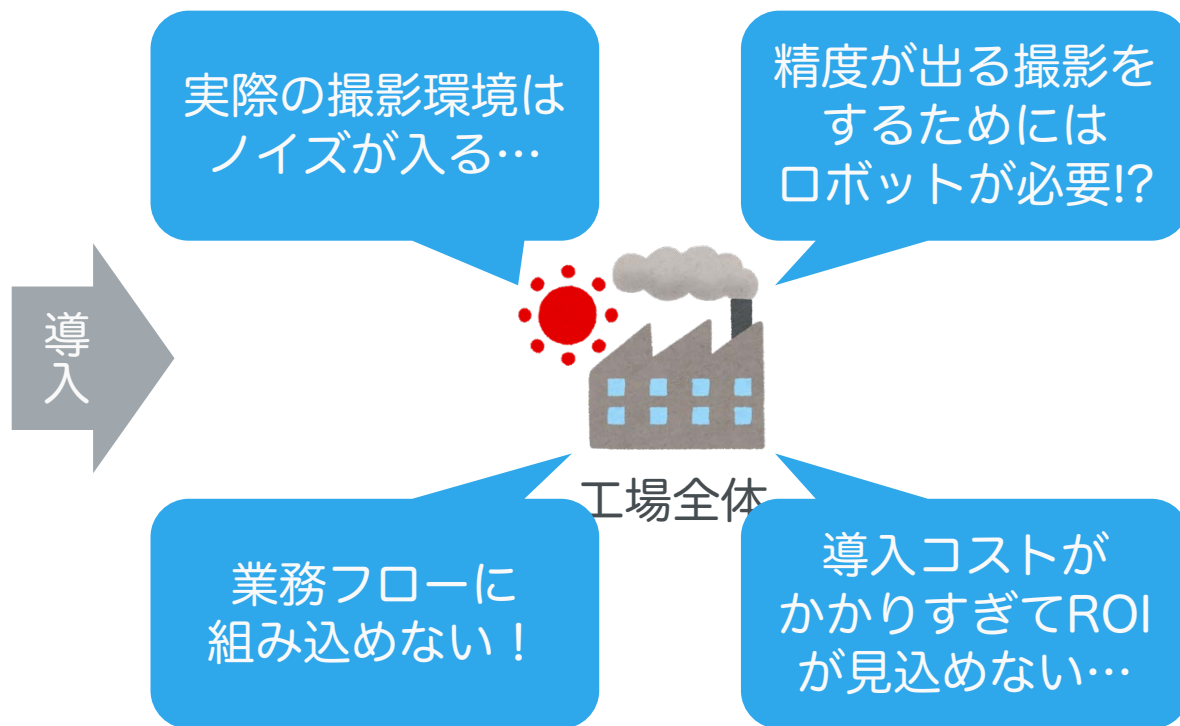 実際の撮影環境は
ノイズが入る…
精度が出る撮影を
するためには
ロボットが必要!?
導入
工場全体
業務フローに
組み込めない！
導入コストが
かかりすぎてROI
が見込めない…